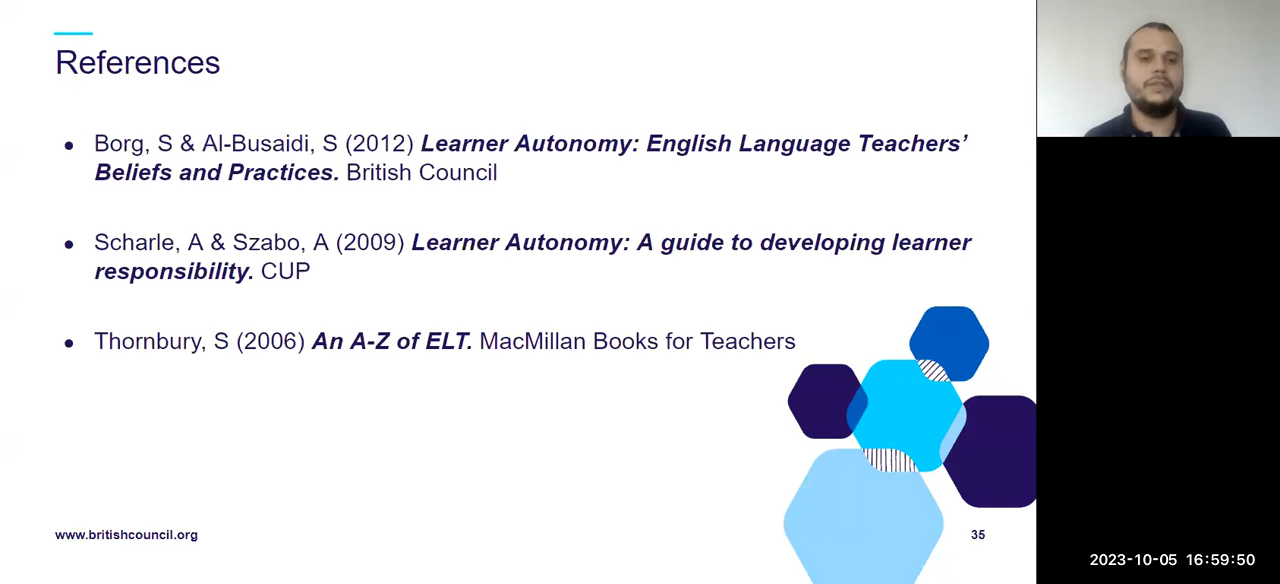 References
• Borg, S & Al-Busaidi, S (2012) Learner Autonomy: English Language Teachers’
Beliefs and Practices. British Council
• Scharle, A & Szabo, A (2009) Learner Autonomy: A guide to developing learner
responsibility. CUP
• Thornbury, S (2006) An A-Z of ELT. MacMillan Books for Teachers
www.britishcouncil.org
35
2023-10-05 16:59:50